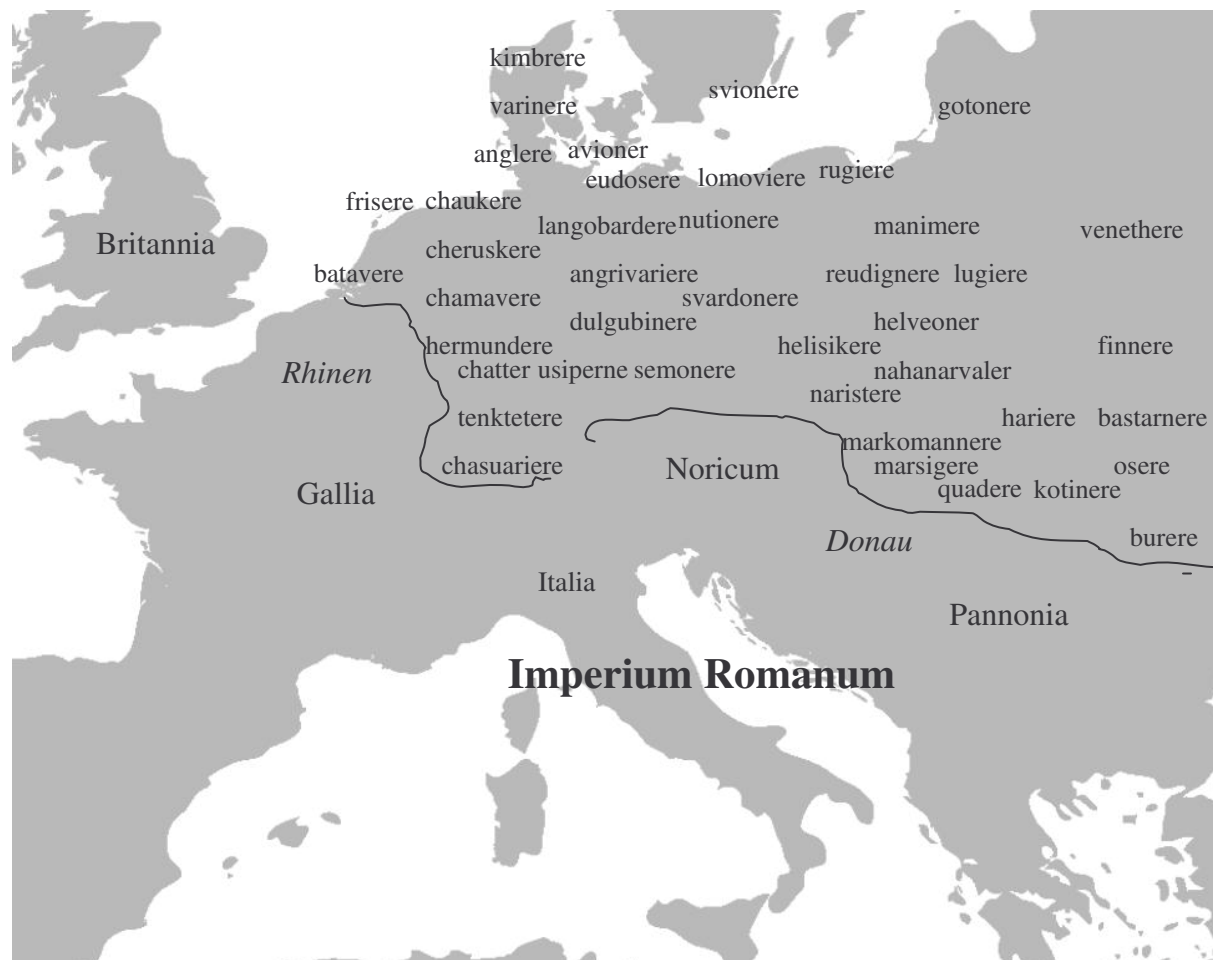 kimbrere
svionere
varinere
gotonere
anglere
avioner
eudosere
lomoviere
rugiere
frisere
chaukere
langobardere
nutionere
manimere
venethere
Britannia
cheruskere
batavere
angrivariere
reudignere
lugiere
chamavere
svardonere
dulgubinere
helveoner
hermundere
helisikere
finnere
Rhinen
chatter
usiperne
semonere
nahanarvaler
naristere
tenktetere
hariere
bastarnere
markomannere
chasuariere
Noricum
marsigere
osere
Gallia
quadere
kotinere
Donau
burere
Italia
Pannonia
Imperium Romanum